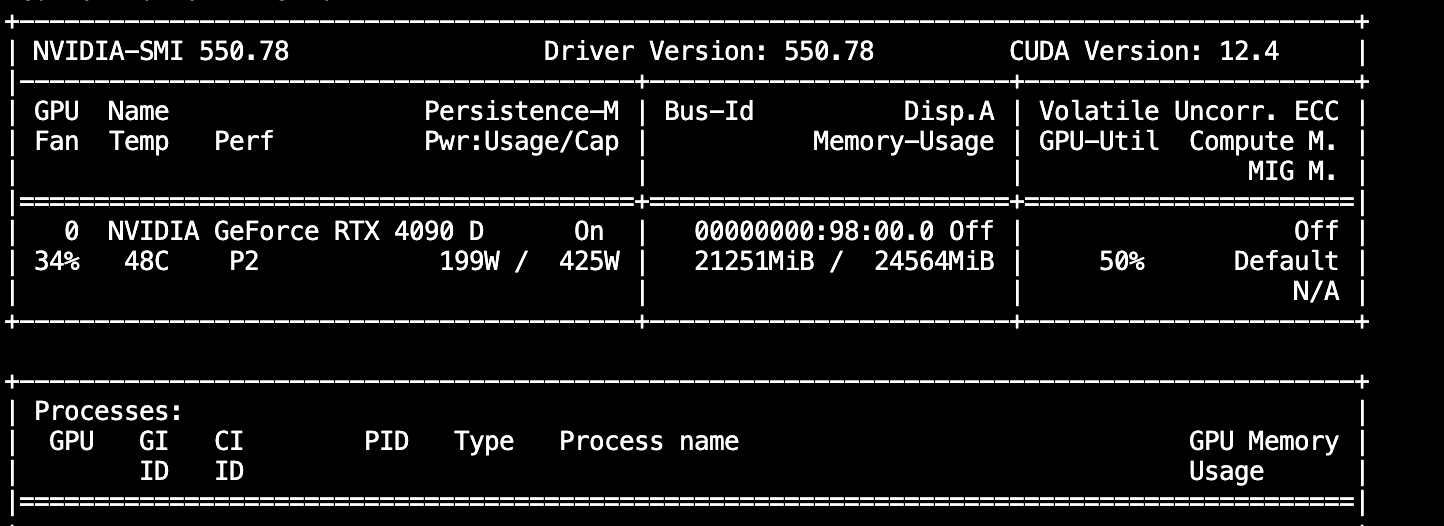 NVIDIA-SMI 550.78 Driver Version: 550.78 CUDA Version: 12.4
GPU Name Persistence-M | Bus-Id Disp.A | Volatile Uncorr. ECC
Fan Temp Perf Pwr:Usage/Cap | Memory-Usage | GPU-Util Compute M.
MIG M.
0 NVIDIA GeForce RTX 4090 D On | 00000000:98:00.0 Off | Off
34% 48C P2 199W / 425W | 21251MiB / 24564MiB | 50% Default
N/A
Processes:
GPU GI CI PID Type Process name GPU Memory
ID ID Usage